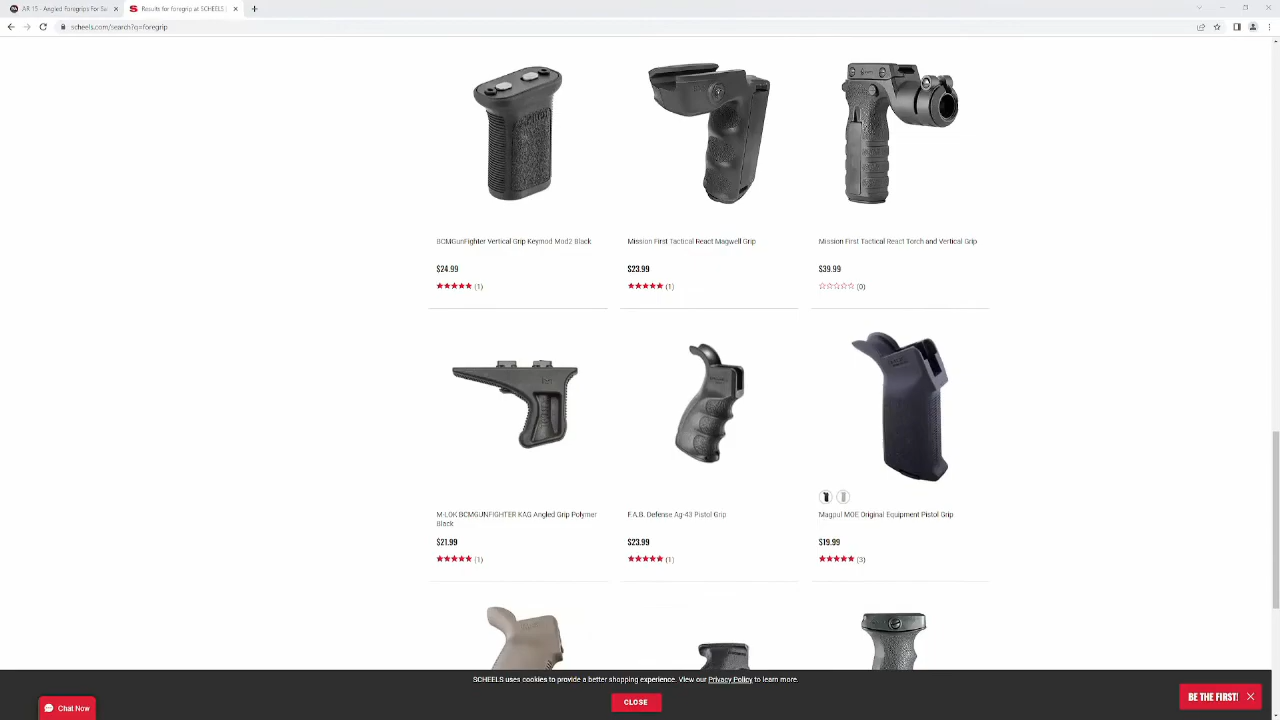 AR 15 - Angled Foregrips For Sa
Results for foregrip at SCHEELS
scheels.com/search?q=foregrip
BCMGunFighter Vertical Grip Keymod Mod2 Black
Mission First Tactical React Magwell Grip
Mission First Tactical React Torch and Vertical Grip
$24.99
$23.99
$39.99
(1)
(1)
(0)
M-LOK BCMGUNFIGHTER KAG Angled Grip Polymer
Black
F.A.B. Defense Ag-43 Pistol Grip
Magpul MOE Original Equipment Pistol Grip
$21.99
$23.99
$19.99
(1)
(1)
(3)
SCHEELS uses cookies to provide a better shopping experience. View our Privacy Policy to learn more.
CLOSE
Chat Now
BE THE FIRST!